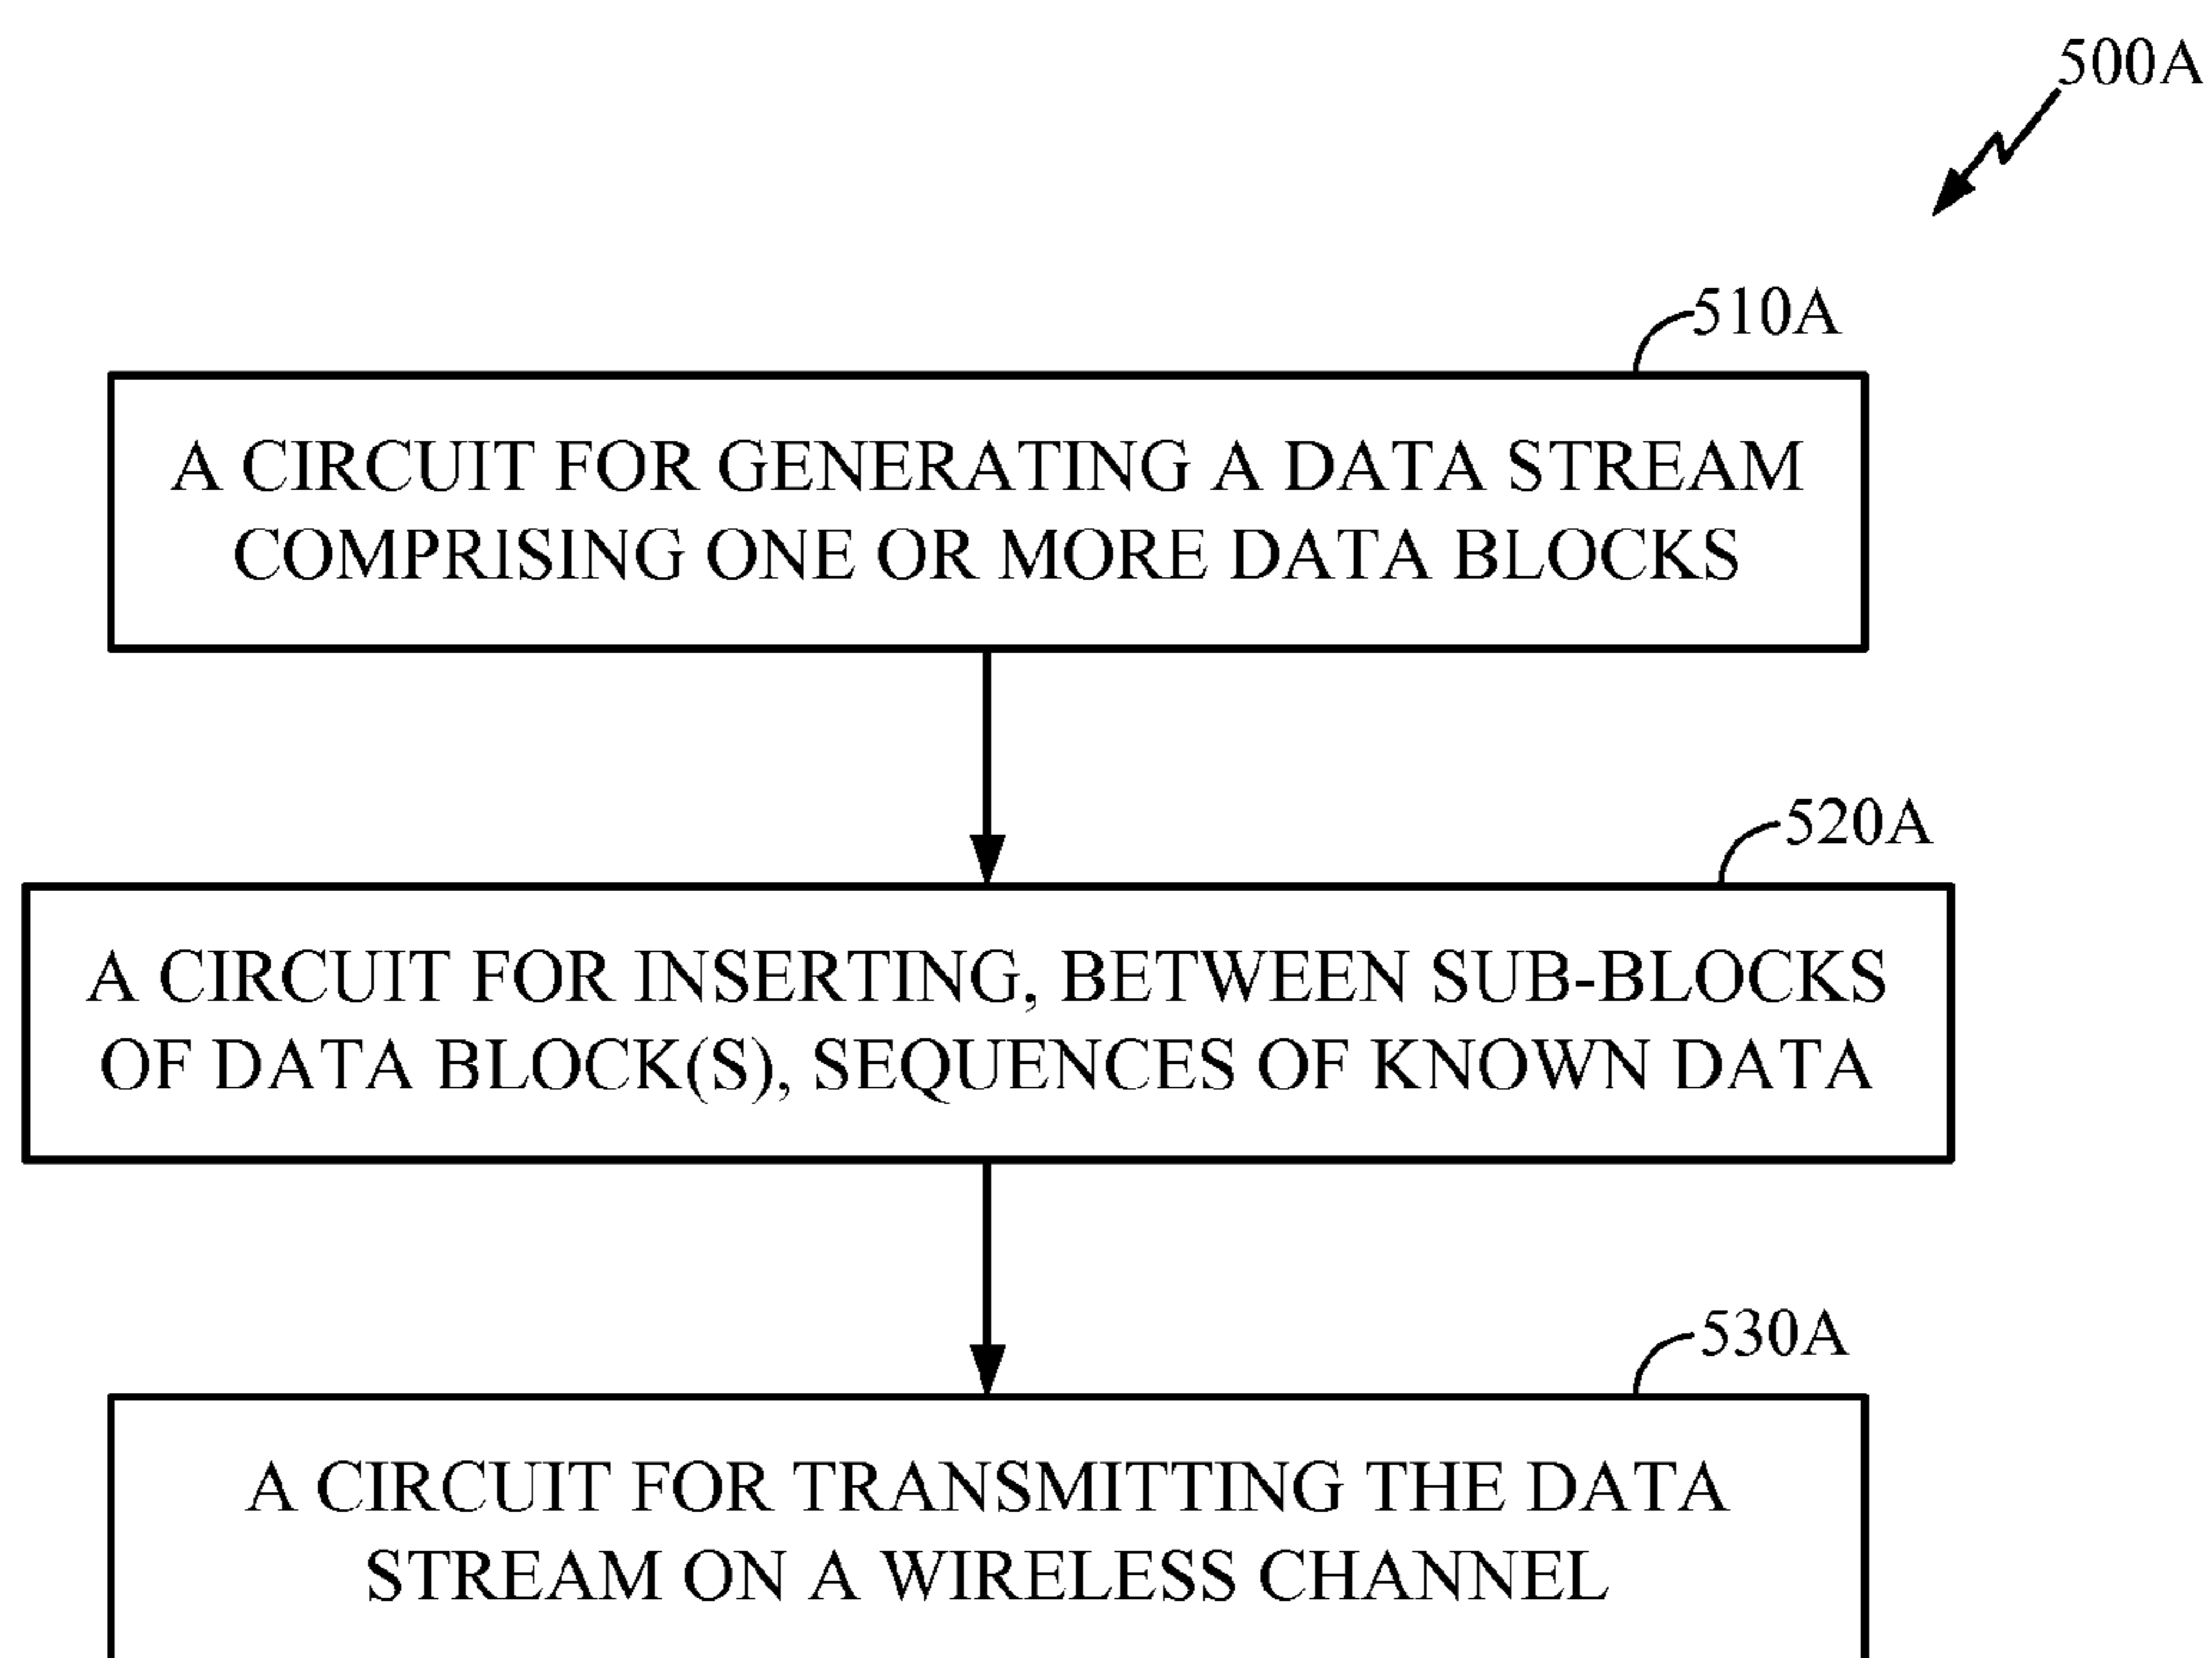 500A
510A
A CIRCUIT FOR GENERATING A DATA STREAM
COMPRISING ONE OR MORE DATA BLOCKS
520A
A CIRCUIT FOR INSERTING, BETWEEN SUB-BLOCKS
OF DATA BLOCK(S), SEQUENCES OF KNOWN DATA
530A
A CIRCUIT FOR TRANSMITTING THE DATA
STREAM ON A WIRELESS CHANNEL